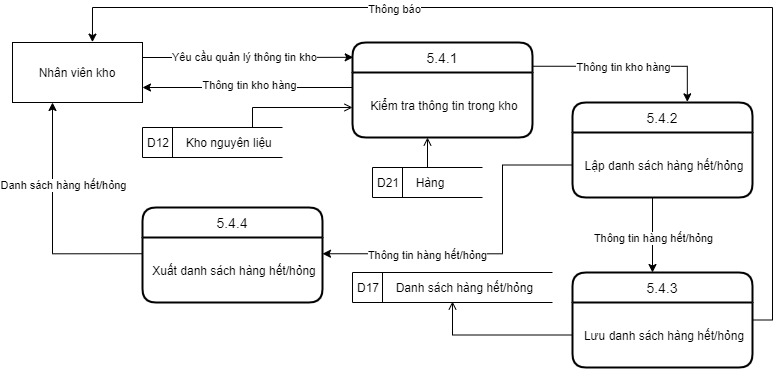 Thông báo
Nhân viên kho
Yêu cầu quản lý thông tin kho
Thông tin kho hàng
5.4.1
Kiểm tra thông tin trong kho
Thông tin kho hàng
D12
Kho nguyên liệu
D21
Hàng
5.4.2
Lập danh sách hàng hết/hỏng
Danh sách hàng hết/hỏng
5.4.4
Xuất danh sách hàng hết/hỏng
Thông tin hàng hết/hỏng
Thông tin hàng hết/hỏng
D17
Danh sách hàng hết/hỏng
5.4.3
Lưu danh sách hàng hết/hỏng